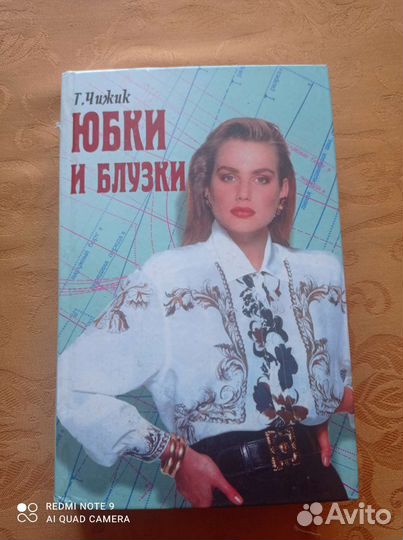 Т. Чижик
ЮБКИ
И БЛУЗКИ
REDMI NOTE 9
AI QUAD CAMERA
Avito